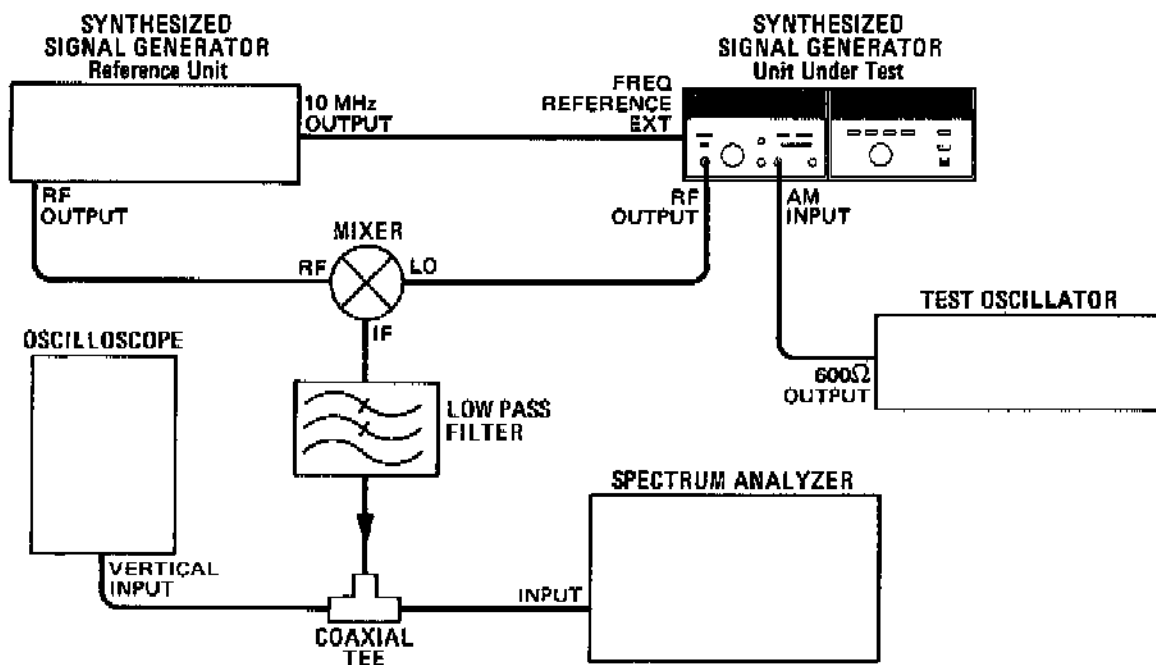 SYNTHESIZED
SIGNAL GENERATOR
Reference Unit
SYNTHESIZED
SIGNAL GENERATOR
Unit Under Test
10 MHz
OUTPUT
FREQ
REFERENCE
EXT
RF
OUTPUT
RF
OUTPUT
AM
INPUT
MIXER
RF
LO
IF
TEST OSCILLATOR
600Ω
OUTPUT
OSCILLOSCOPE
LOW PASS
FILTER
SPECTRUM ANALYZER
VERTICAL
INPUT
INPUT
COAXIAL
TEE